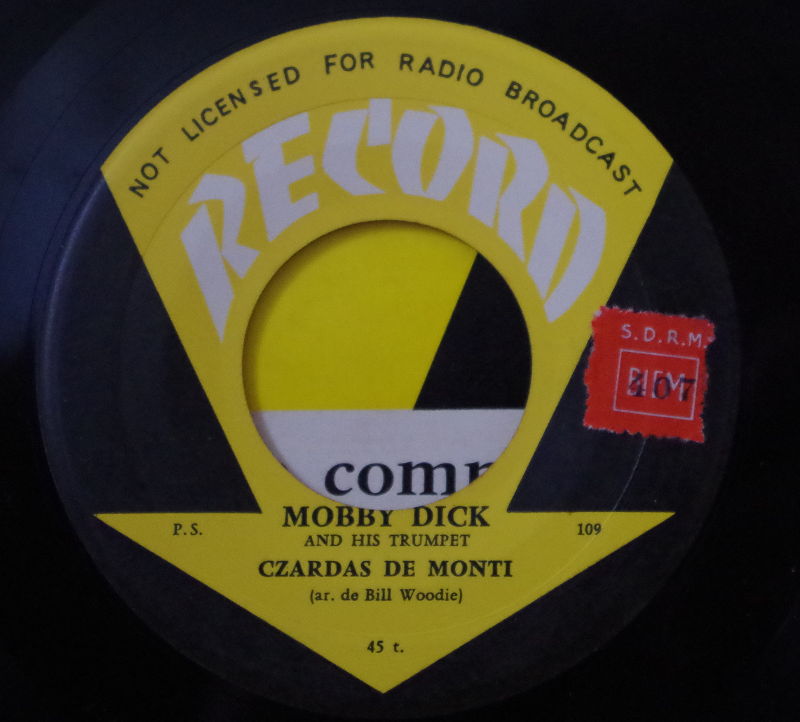 NOT LICENSED FOR RADIO BROADCAST
RECORD
S.D.R.M.
BIEM
407
comp
MOBBY DICK
P.S.
109
AND HIS TRUMPET
CZARDAS DE MONTI
(ar. de Bill Woodie)
45 t.